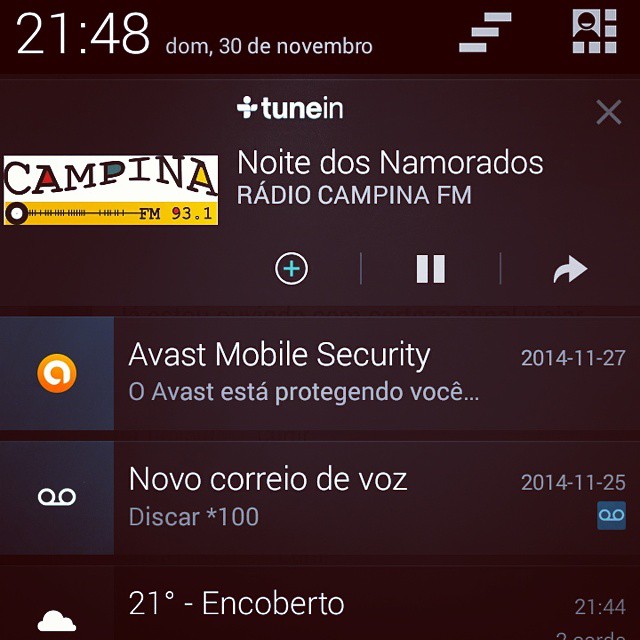 21:48 dom, 30 de novembro
tunein
CAMPINA
FM 93.1
Noite dos Namorados
RÁDIO CAMPINA FM
Avast Mobile Security 2014-11-27
O Avast está protegendo você...
Novo correio de voz 2014-11-25
Discar *100
21° - Encoberto 21:44